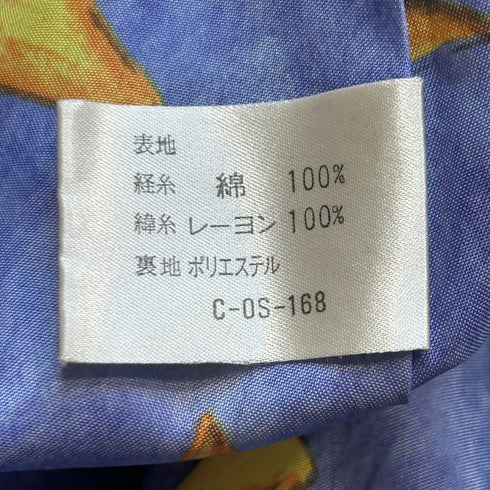 表地
経糸 綿 100%
緯糸 レーヨン 100%
裏地 ポリエステル
C-OS-168